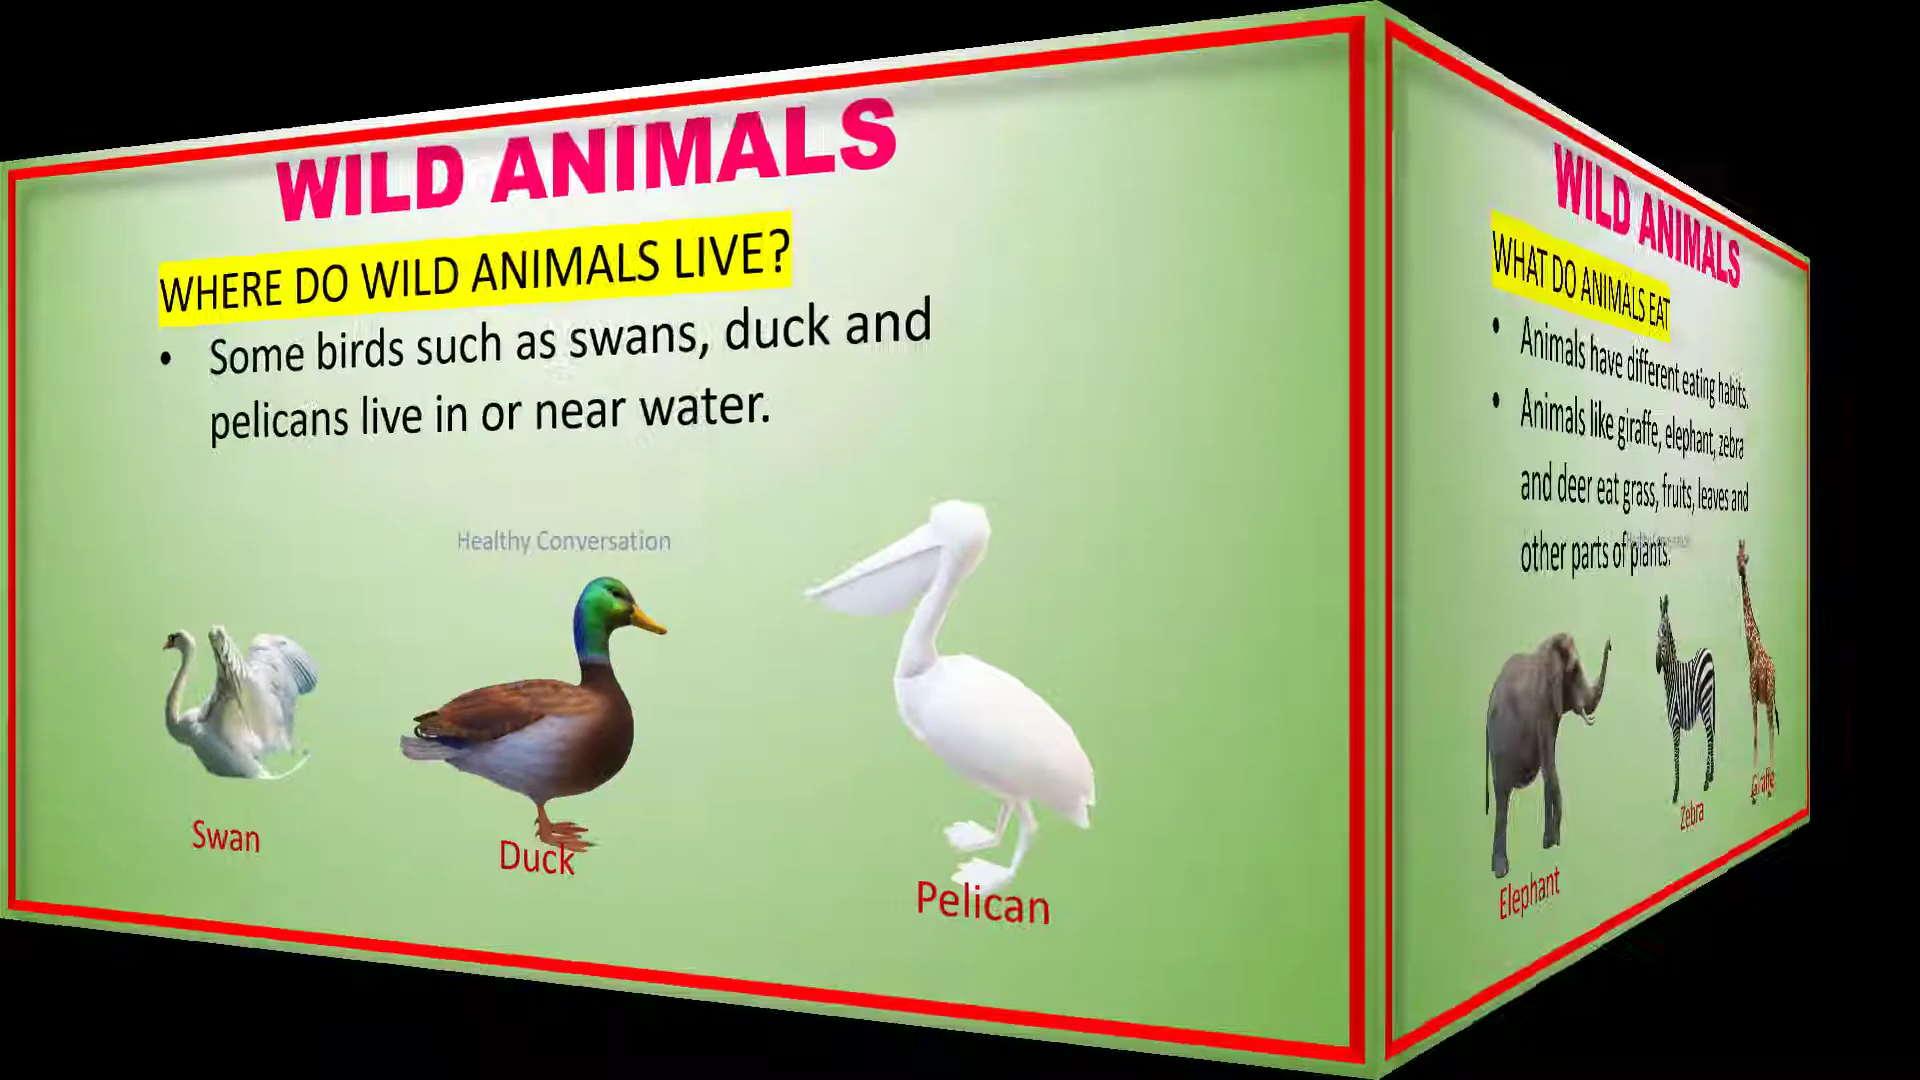 WILD ANIMALS
WHERE DO WILD ANIMALS LIVE?
• Some birds such as swans, duck and
pelicans live in or near water.
Healthy Conversation
Swan
Duck
Pelican
WILD ANIMALS
WHAT DO ANIMALS EAT
• Animals have different eating habits.
• Animals like giraffe, elephant, zebra
and deer eat grass, fruits, leaves and
other parts of plants.
Healthy Conversation
Elephant
Zebra
Giraffe